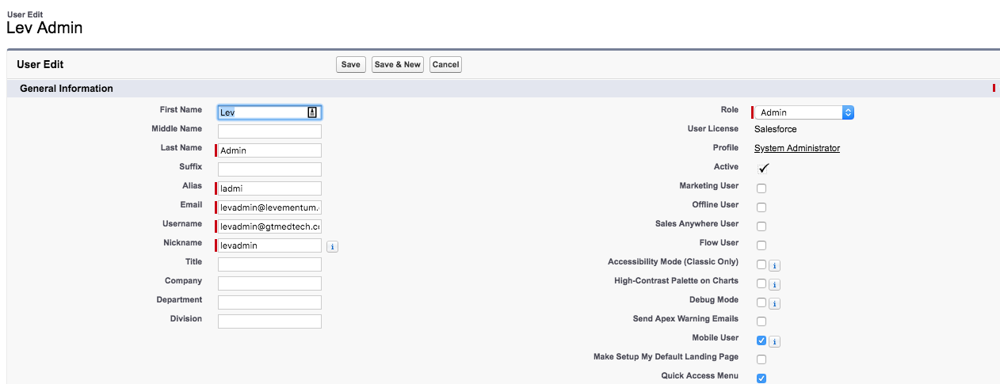 User Edit
Lev Admin
User Edit
Save
Save & New
Cancel
General Information
First Name
Lev
Middle Name
Last Name
Admin
Suffix
Alias
ladmi
Email
levadmin@levementum.
Username
levadmin@gtmedtech.c
Nickname
levadmin
i
Title
Company
Department
Division
Role
Admin
User License
Salesforce
Profile
System Administrator
Active
Marketing User
Offline User
Sales Anywhere User
Flow User
Accessibility Mode (Classic Only)
i
High-Contrast Palette on Charts
i
Debug Mode
i
Send Apex Warning Emails
Mobile User
i
Make Setup My Default Landing Page
Quick Access Menu